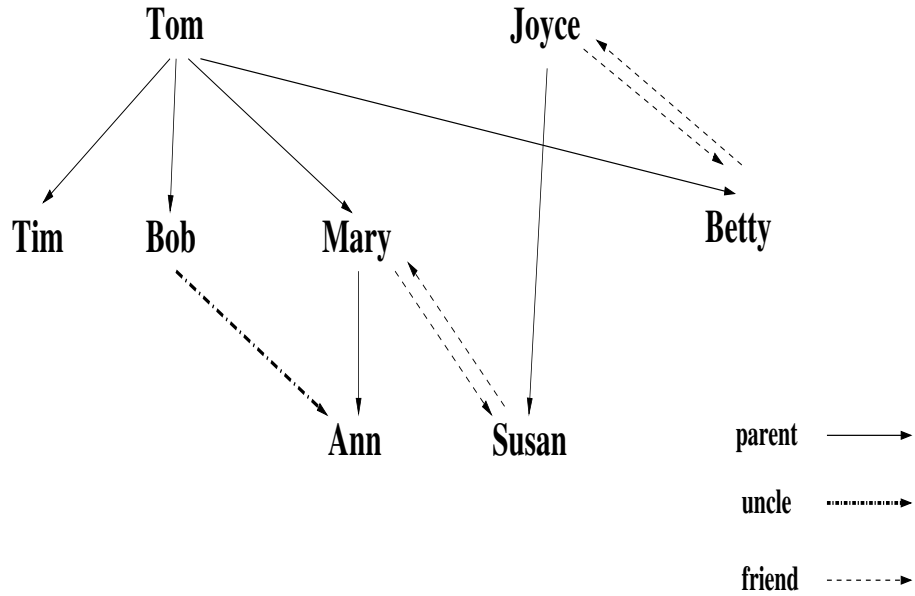 Tom
Joyce
Tim
Bob
Mary
Betty
Ann
Susan
parent
uncle
friend